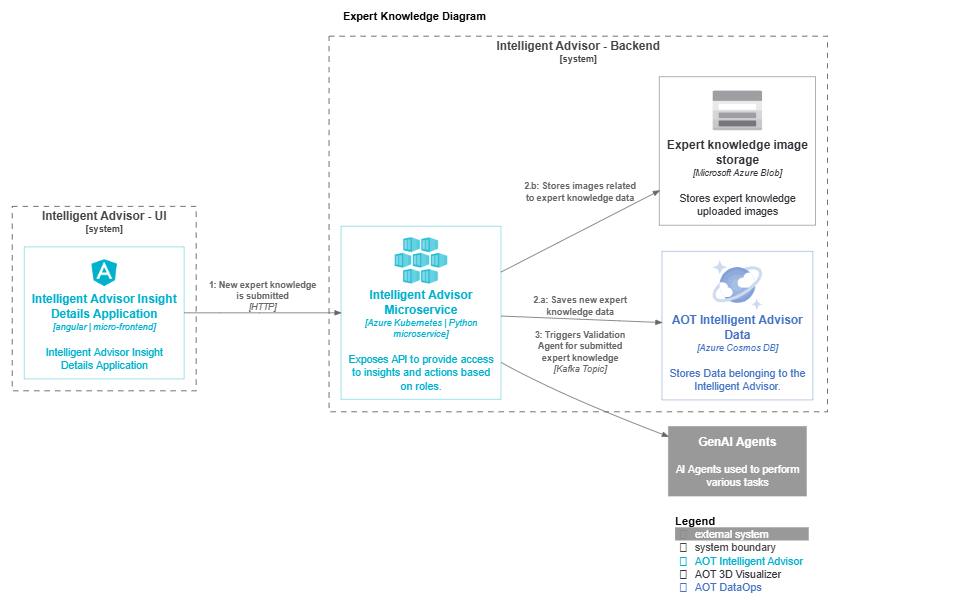 Expert Knowledge Diagram
Intelligent Advisor - Backend
[system]
Expert knowledge image
storage
[Microsoft Azure Blob]
Stores expert knowledge
uploaded images
2.b: Stores images related
to expert knowledge data
Intelligent Advisor - UI
[system]
Intelligent Advisor Insight
Details Application
[angular | micro-frontend]
Intelligent Advisor Insight
Details Application
1: New expert knowledge
is submitted
[HTTP]
Intelligent Advisor
Microservice
[Azure Kubernetes | Python
microservice]
Exposes API to provide access
to insights and actions based
on roles.
2.a: Saves new expert
knowledge data
3: Triggers Validation
Agent for submitted
expert knowledge
[Kafka Topic]
AOT Intelligent Advisor
Data
[Azure Cosmos DB]
Stores Data belonging to the
Intelligent Advisor.
GenAI Agents
AI Agents used to perform
various tasks
Legend
external system
system boundary
AOT Intelligent Advisor
AOT 3D Visualizer
AOT DataOps